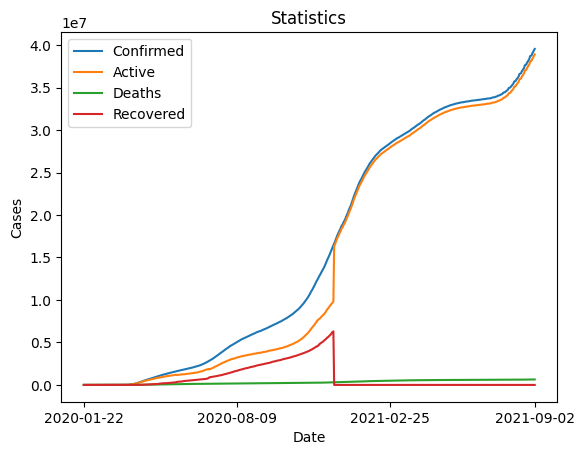 Statistics
1e7
Confirmed
Active
Deaths
Recovered
4.0
3.5
3.0
2.5
2.0
1.5
1.0
0.5
0.0
Cases
2020-01-22
2020-08-09
2021-02-25
2021-09-02
Date